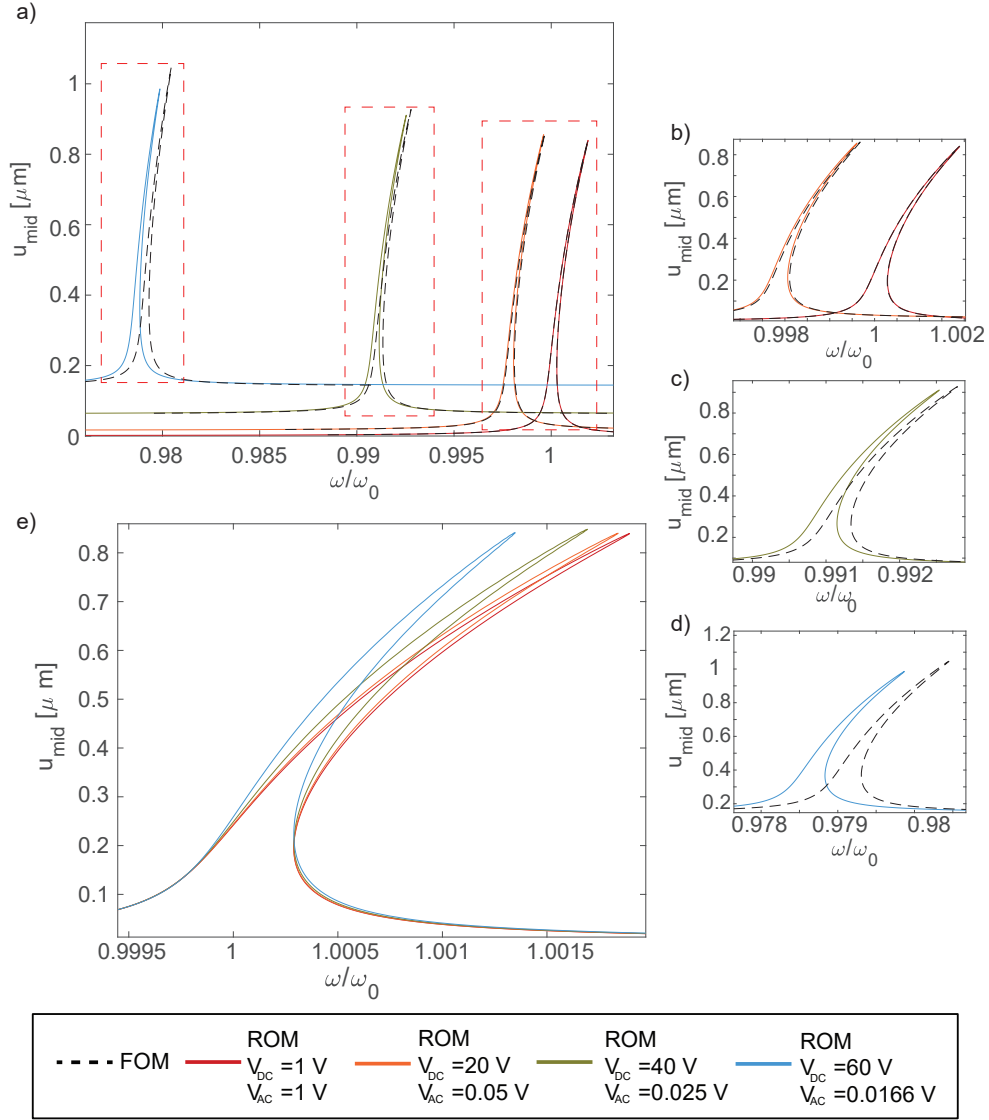 a)
u_mid [μm]
1
0.8
0.6
0.4
0.2
0
0.98
0.985
0.99
0.995
1
ω/ω_0
b)
u_mid [μm]
0.8
0.6
0.4
0.2
0.998
1
1.002
ω/ω_0
c)
u_mid [μm]
0.8
0.6
0.4
0.2
0.99
0.991
0.992
ω/ω_0
d)
u_mid [μm]
1.2
1
0.8
0.6
0.4
0.2
0.978
0.979
0.98
ω/ω_0
e)
u_mid [μ m]
0.8
0.7
0.6
0.5
0.4
0.3
0.2
0.1
0.9995
1
1.0005
1.001
1.0015
ω/ω_0
FOM
ROM
V_DC =1 V
V_AC =1 V
ROM
V_DC =20 V
V_AC =0.05 V
ROM
V_DC =40 V
V_AC =0.025 V
ROM
V_DC =60 V
V_AC =0.0166 V